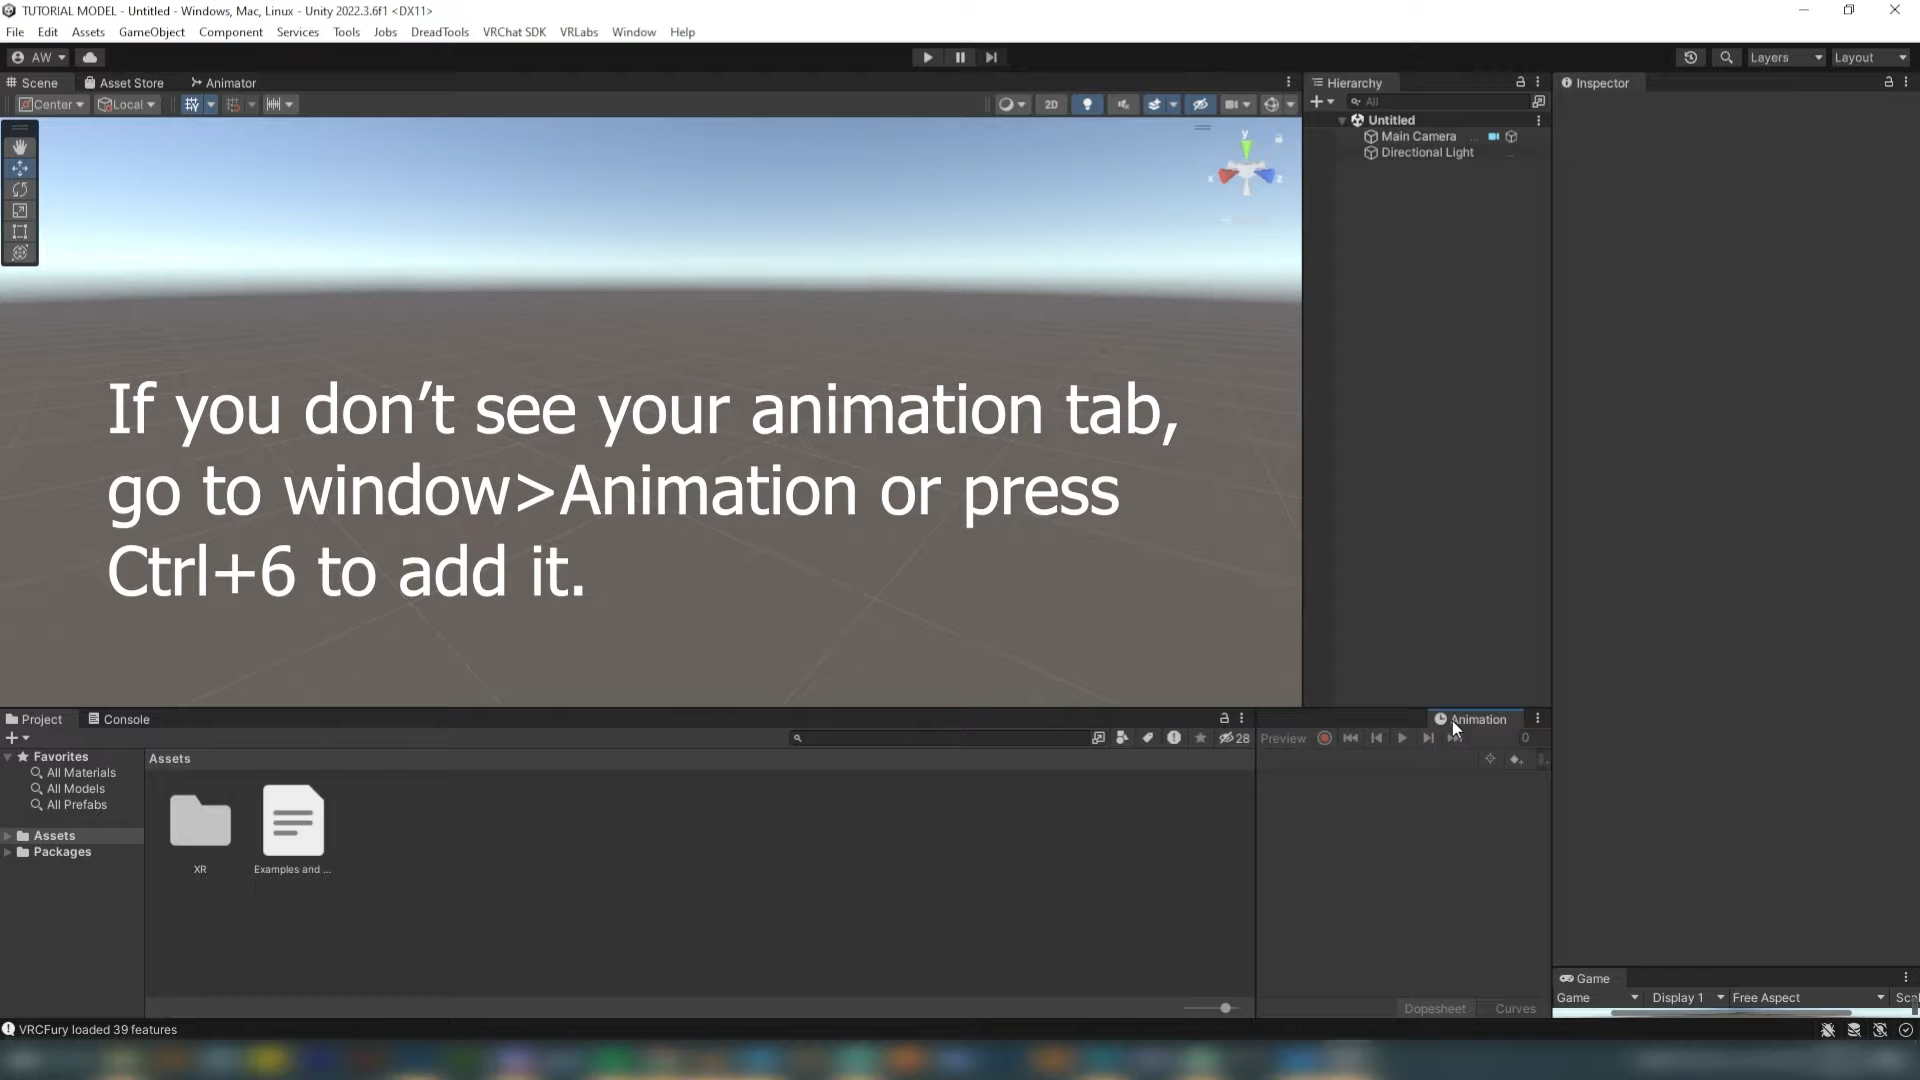 TUTORIAL MODEL - Untitled - Windows, Mac, Linux - Unity 2022.3.6f1 <DX11>
File Edit Assets GameObject Component Services Tools Jobs DreadTools VRChat SDK VRLabs Window Help
AW
Layers Layout
Scene Asset Store Animator
Center Local
2D
Hierarchy
All
Untitled
Main Camera ...
Directional Light ...
Inspector
y
x
z
If you don’t see your animation tab,
go to window>Animation or press
Ctrl+6 to add it.
Project Console
28
Favorites
All Materials
All Models
All Prefabs
Assets
Packages
Assets
XR
Examples and ...
Animation
Preview
0
Dopesheet Curves
Game
Game Display 1 Free Aspect
VRCFury loaded 39 features